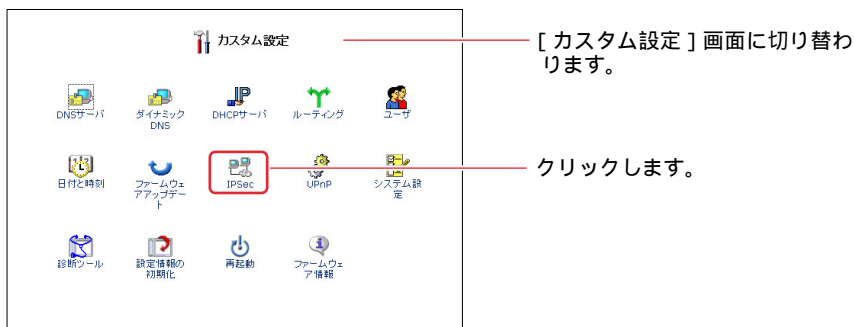 カスタム設定
[ カスタム設定 ] 画面に切り替わ
ります。
DNSサーバ
ダイナミック
DNS
DHCPサーバ
ルーティング
ユーザ
クリックします。
日付と時刻
ファームウェ
アアップデー
ト
IPSec
UPnP
システム設
定
診断ツール
設定情報の
初期化
再起動
ファームウェ
ア情報